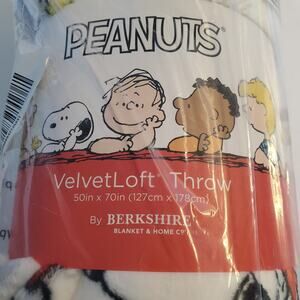 PEANUTS
VelvetLoft® Throw
50in x 70in (127cm x 178cm)
By BERKSHIRE
BLANKET & HOME CO